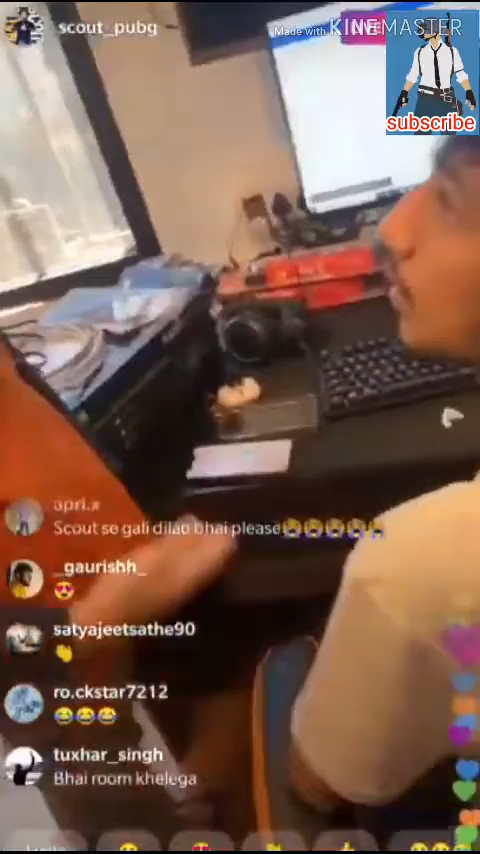 scout_pubg
Made with KINEMASTER
subscribe
apri.x
Scout se gali dilao bhai please😭😭😭😭😭
_gaurishh_
😍
satyajeetsathe90
👏
ro.ckstar7212
😂😂😂
tuxhar_singh
Bhai room khelega